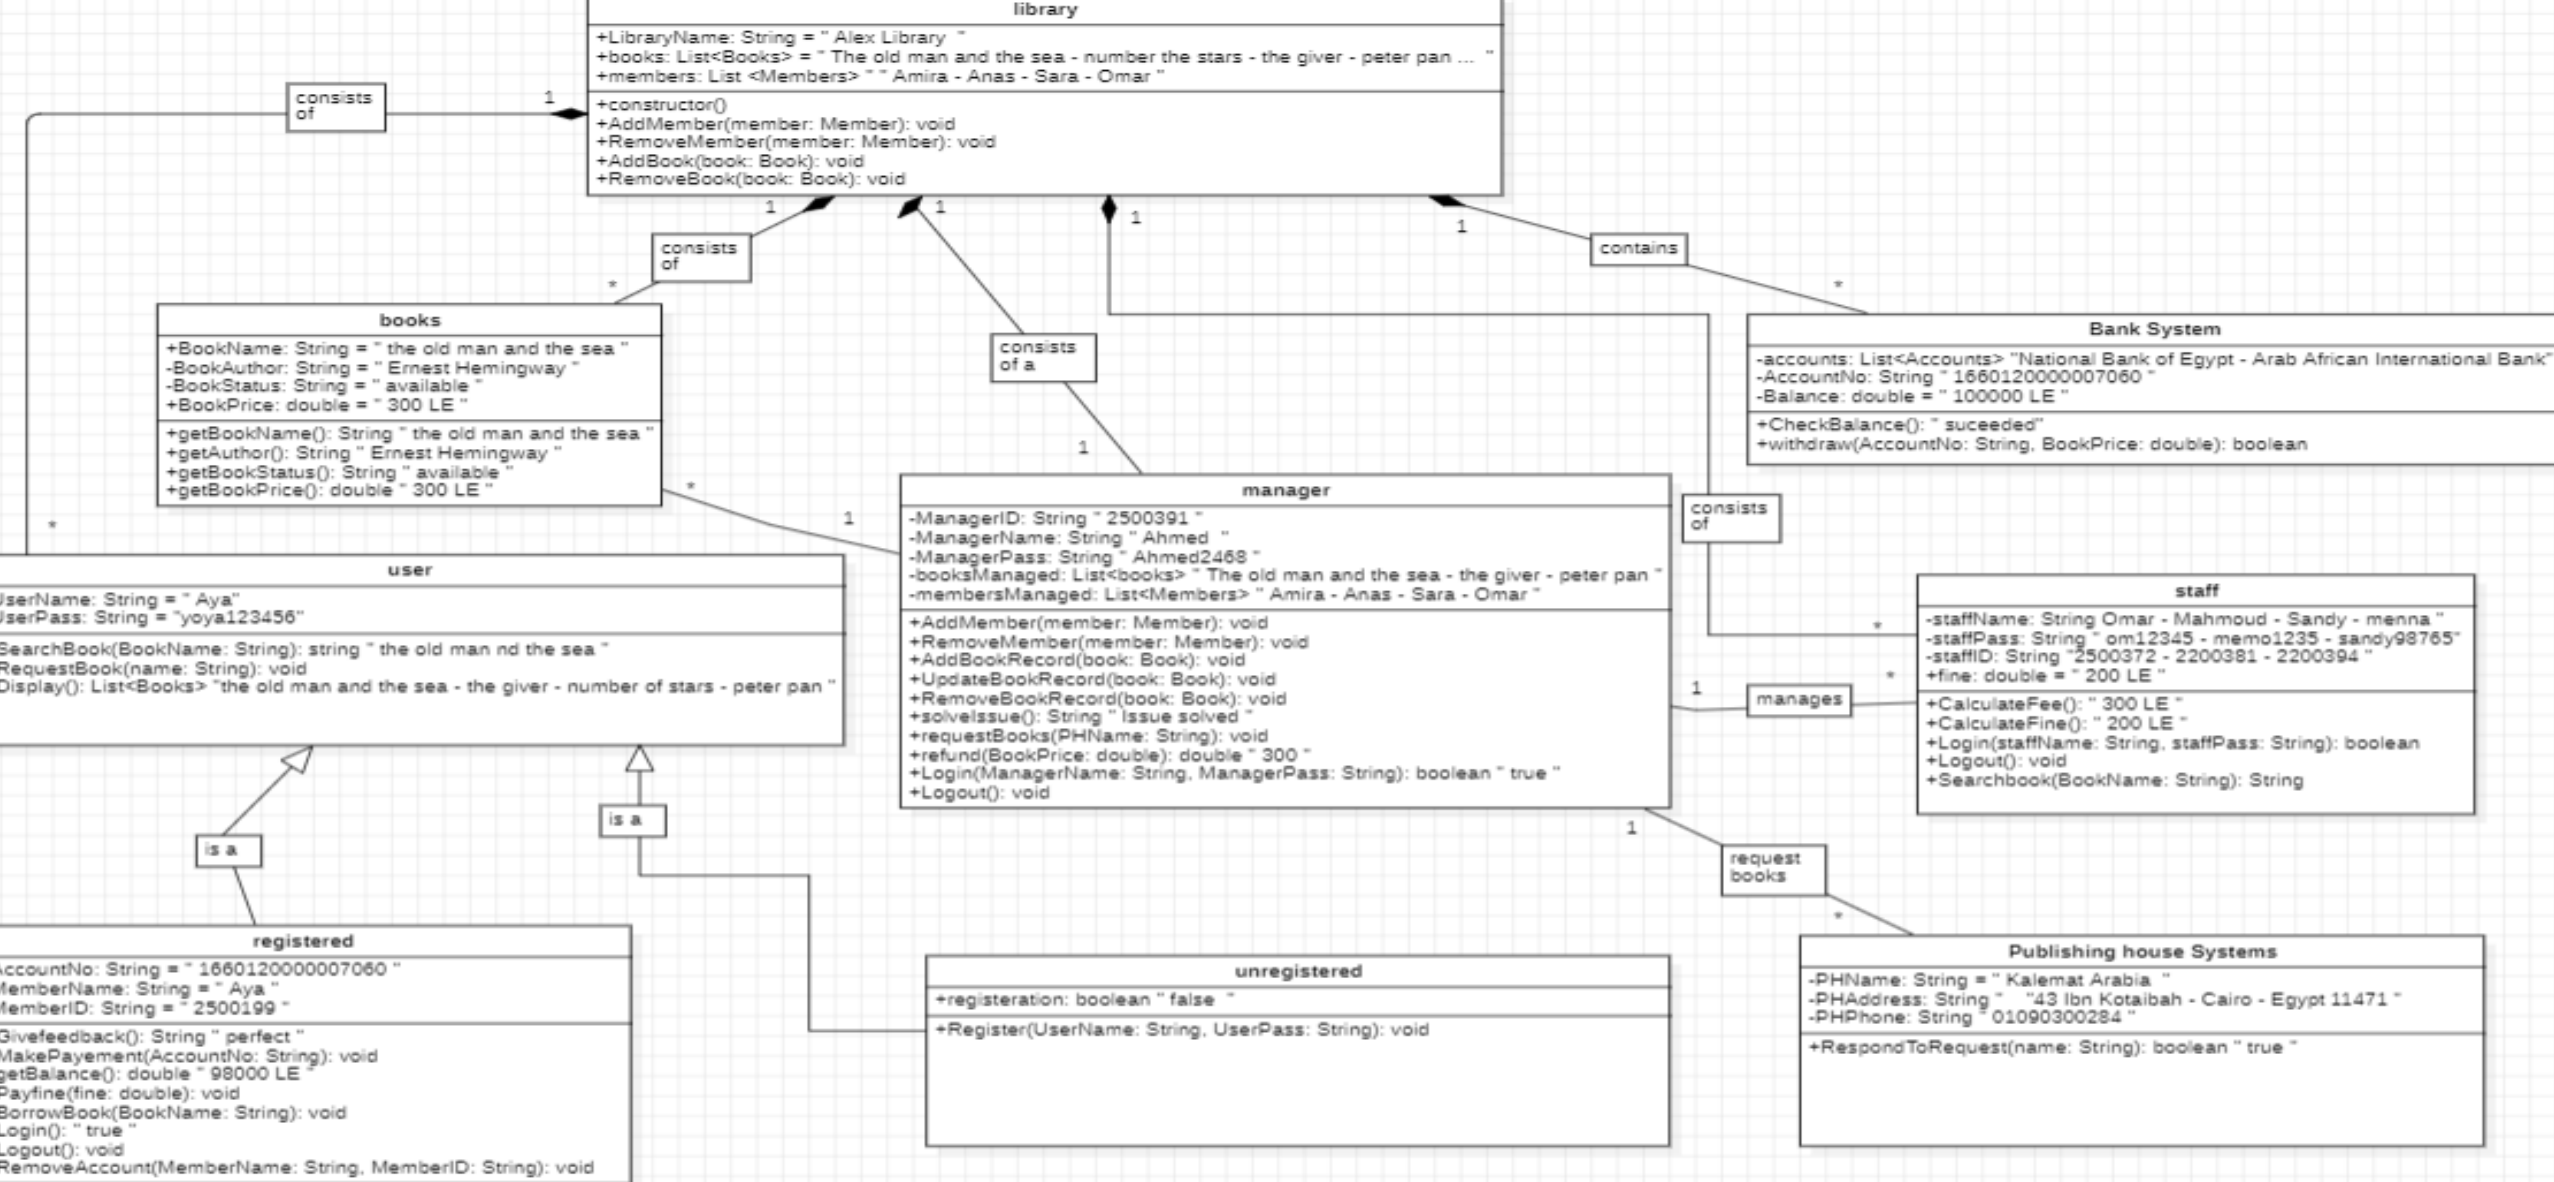 library
+LibraryName: String = " Alex Library "
+books: List<Books> = " The old man and the sea - number the stars - the giver - peter pan ... "
+members: List <Members> " " Amira - Anas - Sara - Omar "
+constructor()
+AddMember(member: Member): void
+RemoveMember(member: Member): void
+AddBook(book: Book): void
+RemoveBook(book: Book): void
consists
of
1
1
consists
of
*
1
consists
of a
1
1
consists
of
*
1
contains
*
*
books
+BookName: String = " the old man and the sea "
-BookAuthor: String = " Ernest Hemingway "
-BookStatus: String = " available "
+BookPrice: double = " 300 LE "
+getBookName(): String " the old man and the sea "
+getAuthor(): String " Ernest Hemingway "
+getBookStatus(): String " available "
+getBookPrice(): double " 300 LE "
*
1
Bank System
-accounts: List<Accounts> "National Bank of Egypt - Arab African International Bank"
-AccountNo: String " 1660120000007060 "
-Balance: double = " 100000 LE "
+CheckBalance(): " suceeded"
+withdraw(AccountNo: String, BookPrice: double): boolean
manager
-ManagerID: String " 2500391 "
-ManagerName: String " Ahmed "
-ManagerPass: String " Ahmed2468 "
-booksManaged: List<books> " The old man and the sea - the giver - peter pan "
-membersManaged: List<Members> " Amira - Anas - Sara - Omar "
+AddMember(member: Member): void
+RemoveMember(member: Member): void
+AddBookRecord(book: Book): void
+UpdateBookRecord(book: Book): void
+RemoveBookRecord(book: Book): void
+solveIssue(): String " Issue solved "
+requestBooks(PHName: String): void
+refund(BookPrice: double): double " 300 "
+Login(ManagerName: String, ManagerPass: String): boolean " true "
+Logout(): void
user
UserName: String = " Aya"
UserPass: String = "yoya123456"
SearchBook(BookName: String): string " the old man nd the sea "
RequestBook(name: String): void
Display(): List<Books> "the old man and the sea - the giver - number of stars - peter pan "
staff
-staffName: String Omar - Mahmoud - Sandy - menna "
-staffPass: String " om12345 - memo1235 - sandy98765"
-staffID: String "2500372 - 2200381 - 2200394 "
+fine: double = " 200 LE "
+CalculateFee(): " 300 LE "
+CalculateFine(): " 200 LE "
+Login(staffName: String, staffPass: String): boolean
+Logout(): void
+Searchbook(BookName: String): String
1
manages
*
is a
is a
1
request
books
*
registered
AccountNo: String = " 1660120000007060 "
MemberName: String = " Aya "
MemberID: String = " 2500199 "
Givefeedback(): String " perfect "
MakePayement(AccountNo: String): void
getBalance(): double " 98000 LE "
Payfine(fine: double): void
BorrowBook(BookName: String): void
Login(): " true "
Logout(): void
RemoveAccount(MemberName: String, MemberID: String): void
unregistered
+registeration: boolean " false "
+Register(UserName: String, UserPass: String): void
Publishing house Systems
-PHName: String = " Kalemat Arabia "
-PHAddress: String " "43 Ibn Kotaibah - Cairo - Egypt 11471 "
-PHPhone: String " 01090300284 "
+RespondToRequest(name: String): boolean " true "